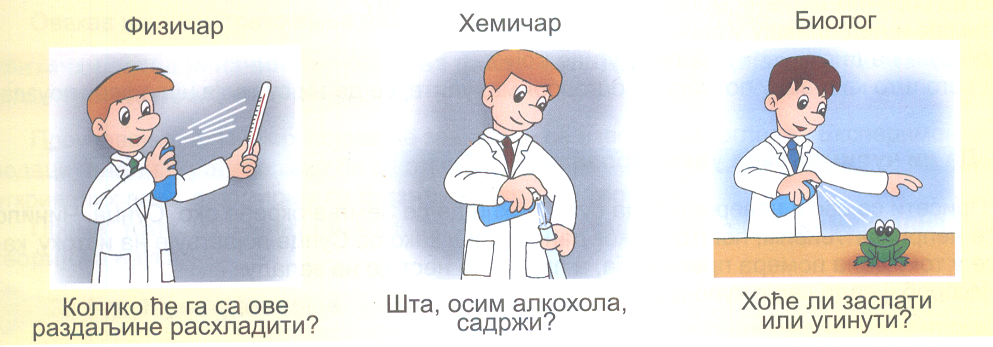 Физичар
Колико ће га са ове
раздаљине расхладити?
Хемичар
Шта, осим алкохола,
садржи?
Биолог
Хоће ли заспати
или угинути?